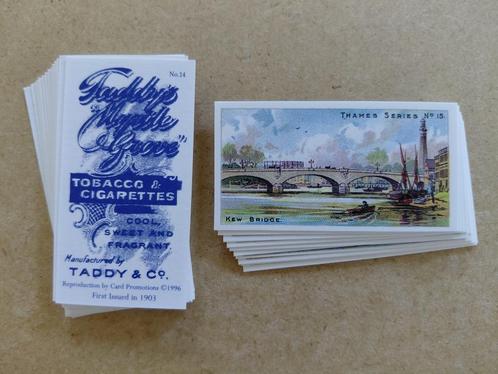 No.14
Taddy's
"Myrtle
Grove"
TOBACCO &
CIGARETTES
COOL,
SWEET AND
FRAGRANT.
Manufactured by
TADDY & Co.
Reproduction by Card Promotions ©1996
First Issued in 1903
THAMES SERIES No 15.
KEW BRIDGE.